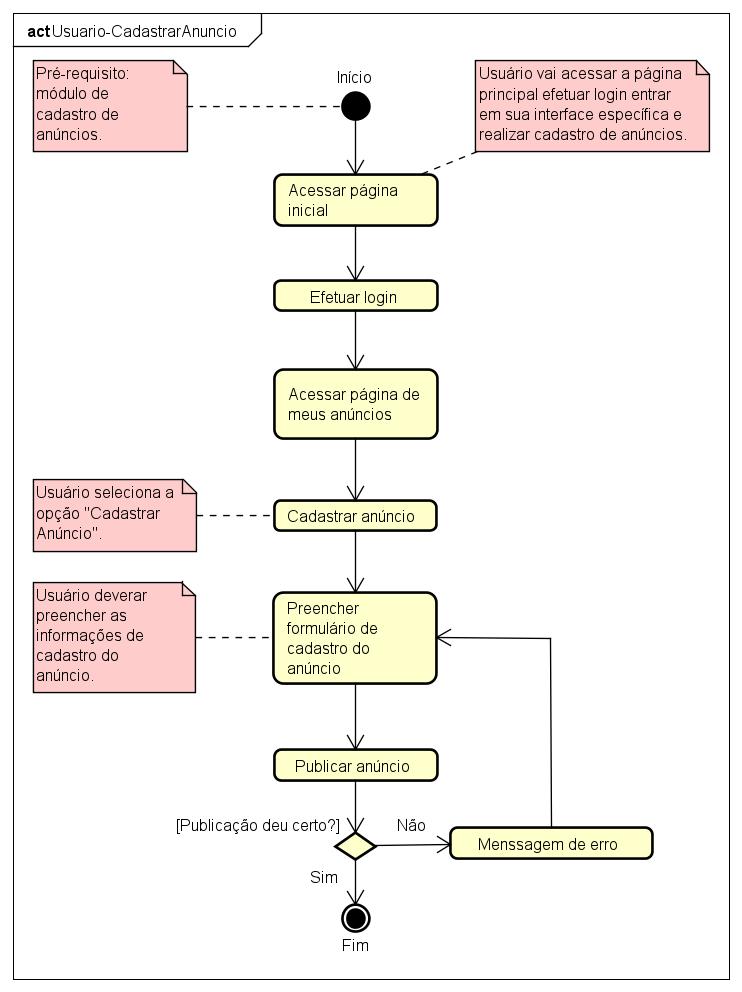 act Usuario-CadastrarAnuncio
Pré-requisito:
módulo de
cadastro de
anúncios.
Início
Usuário vai acessar a página
principal efetuar login entrar
em sua interface específica e
realizar cadastro de anúncios.
Acessar página
inicial
Efetuar login
Acessar página de
meus anúncios
Usuário seleciona a
opção "Cadastrar
Anúncio".
Cadastrar anúncio
Usuário deverar
preencher as
informações de
cadastro do
anúncio.
Preencher
formulário de
cadastro do
anúncio
Publicar anúncio
[Publicação deu certo?]
Não
Menssagem de erro
Sim
Fim